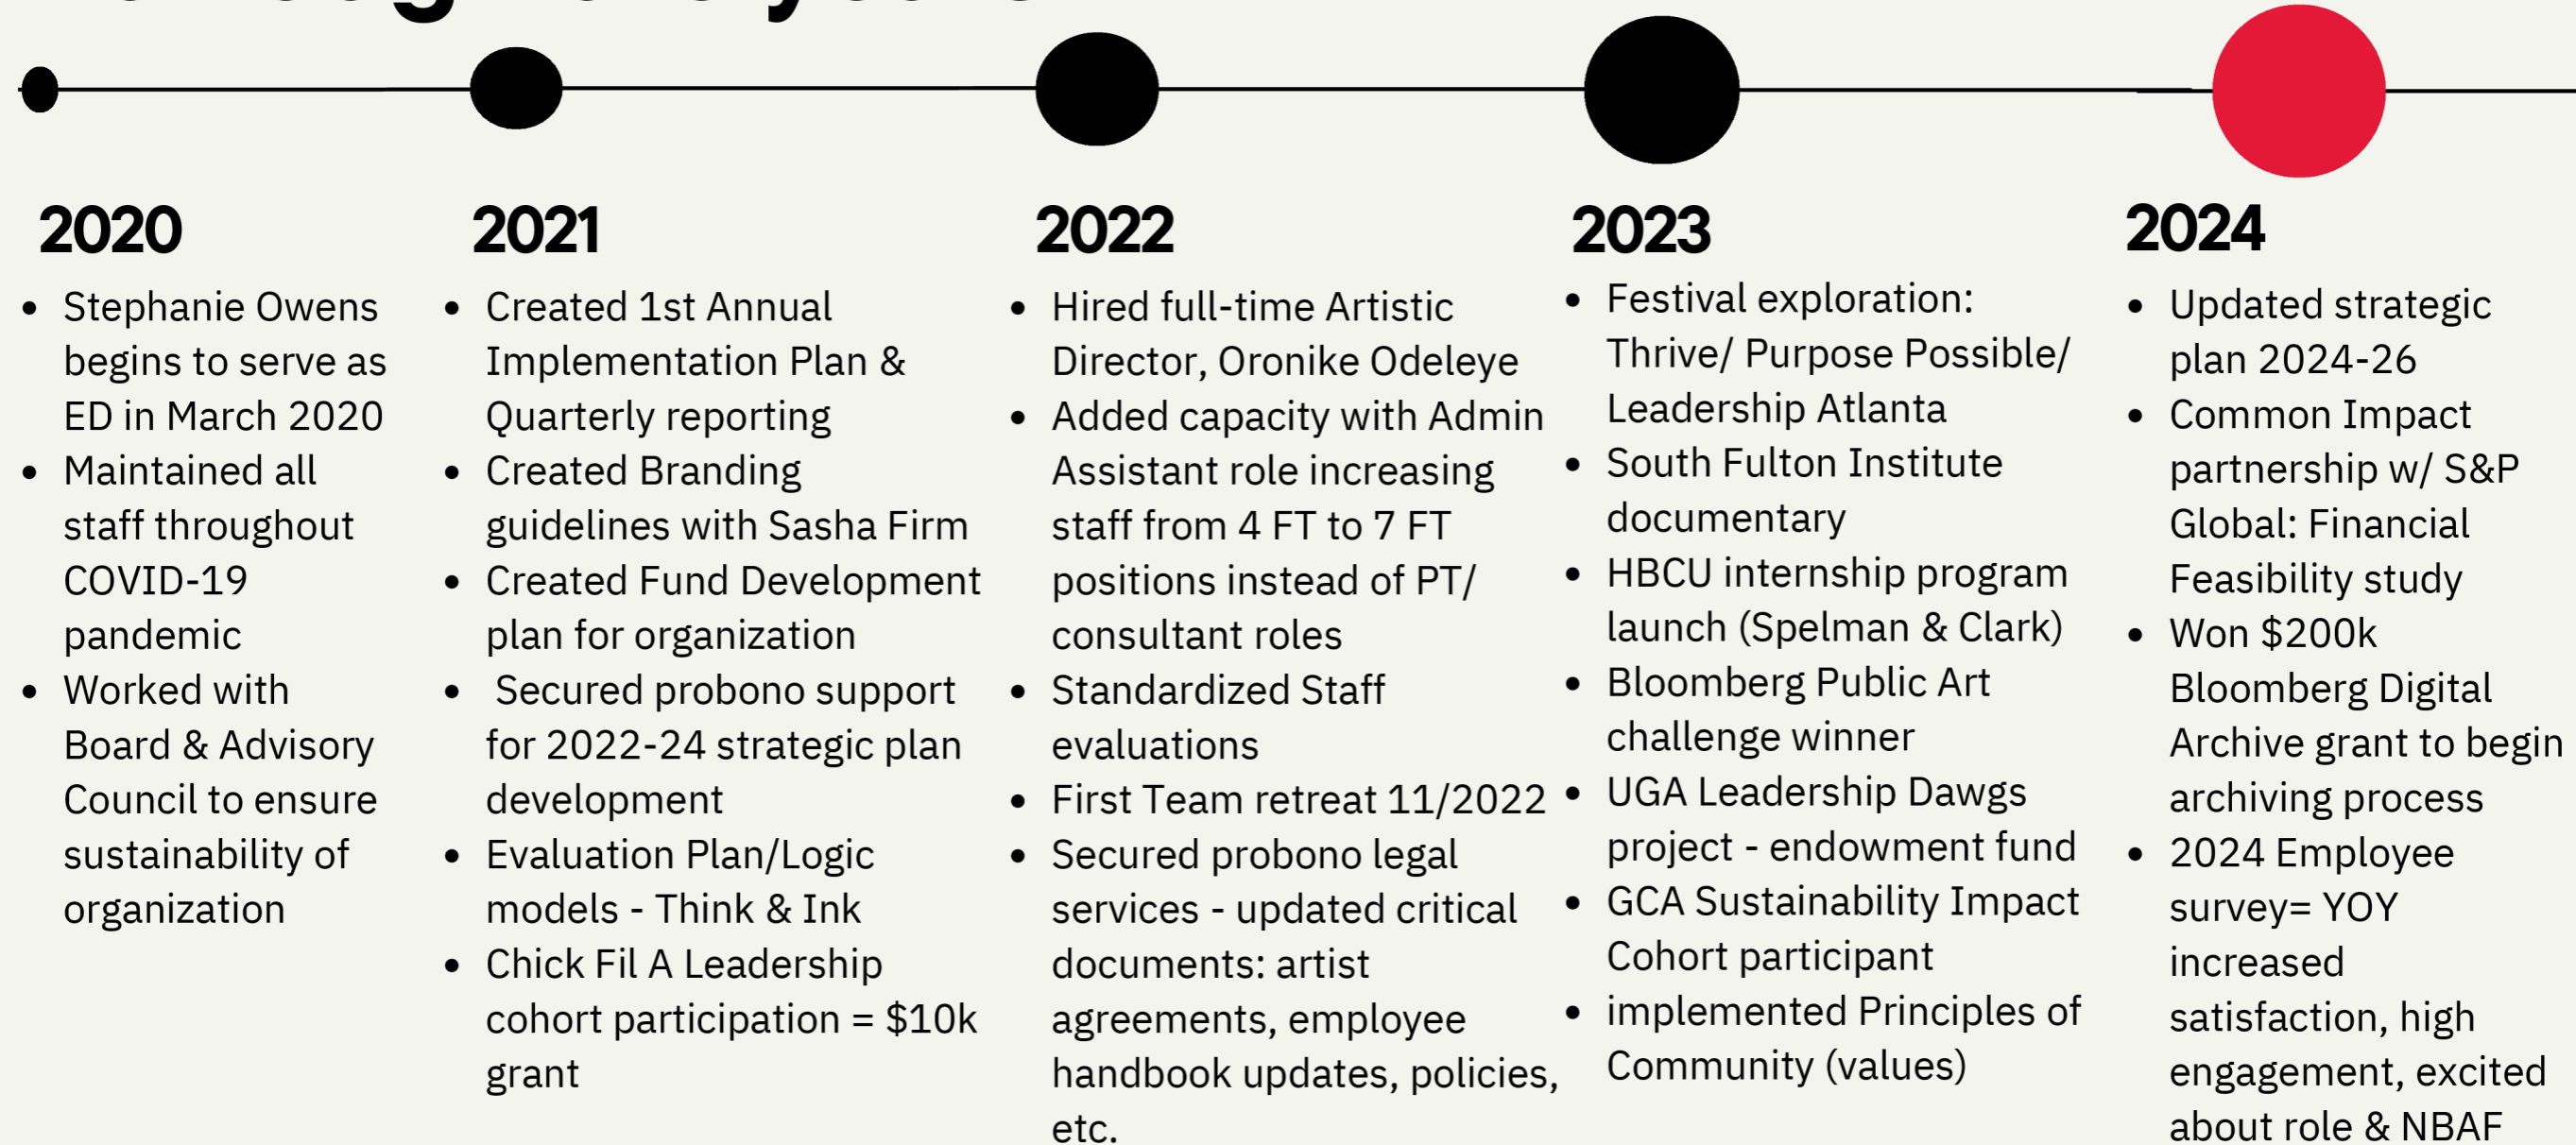 2020
• Stephanie Owens
begins to serve as
ED in March 2020
• Maintained all
staff throughout
COVID-19
pandemic
• Worked with
Board & Advisory
Council to ensure
sustainability of
organization
2021
• Created 1st Annual
Implementation Plan &
Quarterly reporting
• Created Branding
guidelines with Sasha Firm
• Created Fund Development
plan for organization
• Secured probono support
for 2022-24 strategic plan
development
• Evaluation Plan/Logic
models - Think & Ink
• Chick Fil A Leadership
cohort participation = $10k
grant
2022
• Hired full-time Artistic
Director, Oronike Odeleye
• Added capacity with Admin
Assistant role increasing
staff from 4 FT to 7 FT
positions instead of PT/
consultant roles
• Standardized Staff
evaluations
• First Team retreat 11/2022
• Secured probono legal
services - updated critical
documents: artist
agreements, employee
handbook updates, policies,
etc.
2023
• Festival exploration:
Thrive/ Purpose Possible/
Leadership Atlanta
• South Fulton Institute
documentary
• HBCU internship program
launch (Spelman & Clark)
• Bloomberg Public Art
challenge winner
• UGA Leadership Dawgs
project - endowment fund
• GCA Sustainability Impact
Cohort participant
• implemented Principles of
Community (values)
2024
• Updated strategic
plan 2024-26
• Common Impact
partnership w/ S&P
Global: Financial
Feasibility study
• Won $200k
Bloomberg Digital
Archive grant to begin
archiving process
• 2024 Employee
survey= YOY
increased
satisfaction, high
engagement, excited
about role & NBAF